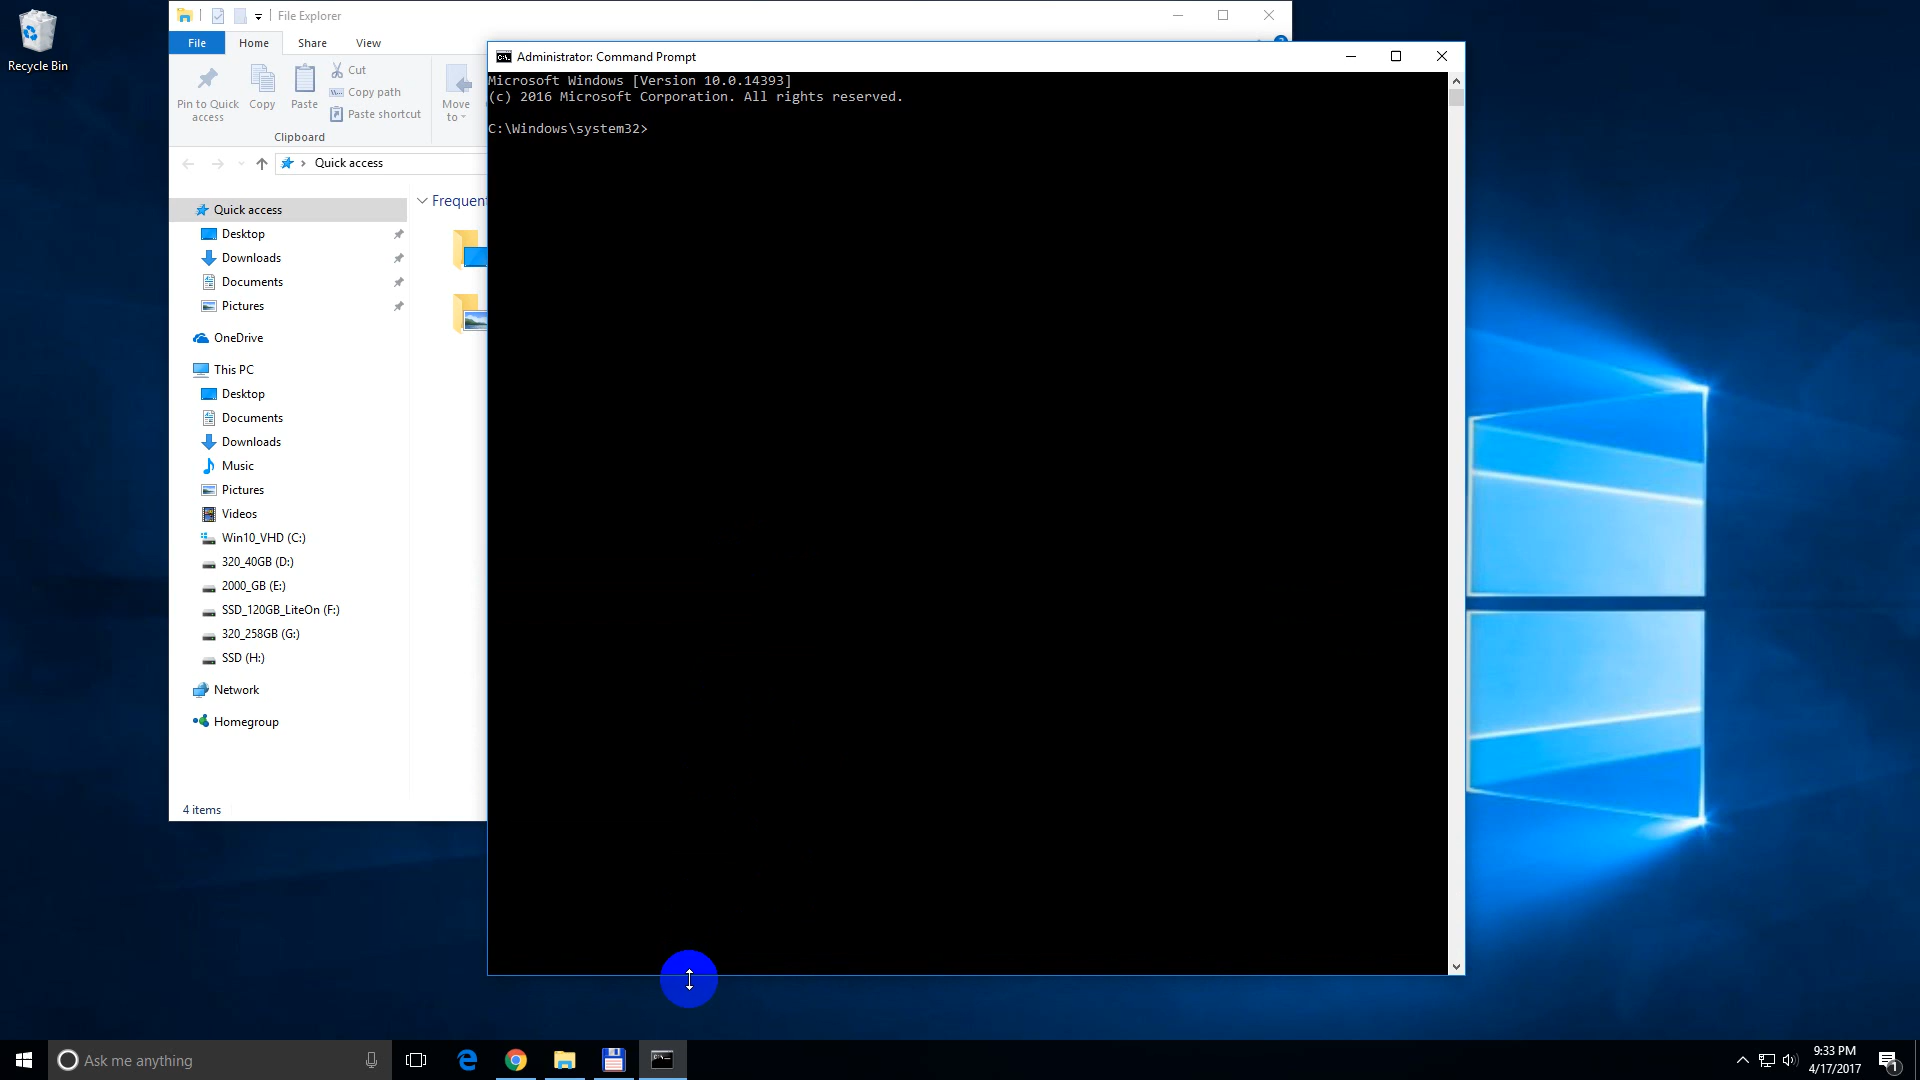 Recycle Bin
File Explorer
File
Home
Share
View
Pin to Quick access
Copy
Paste
Cut
Copy path
Paste shortcut
Move to
Clipboard
Quick access
Quick access
Desktop
Downloads
Documents
Pictures
OneDrive
This PC
Desktop
Documents
Downloads
Music
Pictures
Videos
Win10_VHD (C:)
320_40GB (D:)
2000_GB (E:)
SSD_120GB_LiteOn (F:)
320_258GB (G:)
SSD (H:)
Network
Homegroup
Frequent
4 items
Administrator: Command Prompt
Microsoft Windows [Version 10.0.14393]
(c) 2016 Microsoft Corporation. All rights reserved.
C:\Windows\system32>
Ask me anything
9:33 PM
4/17/2017
1